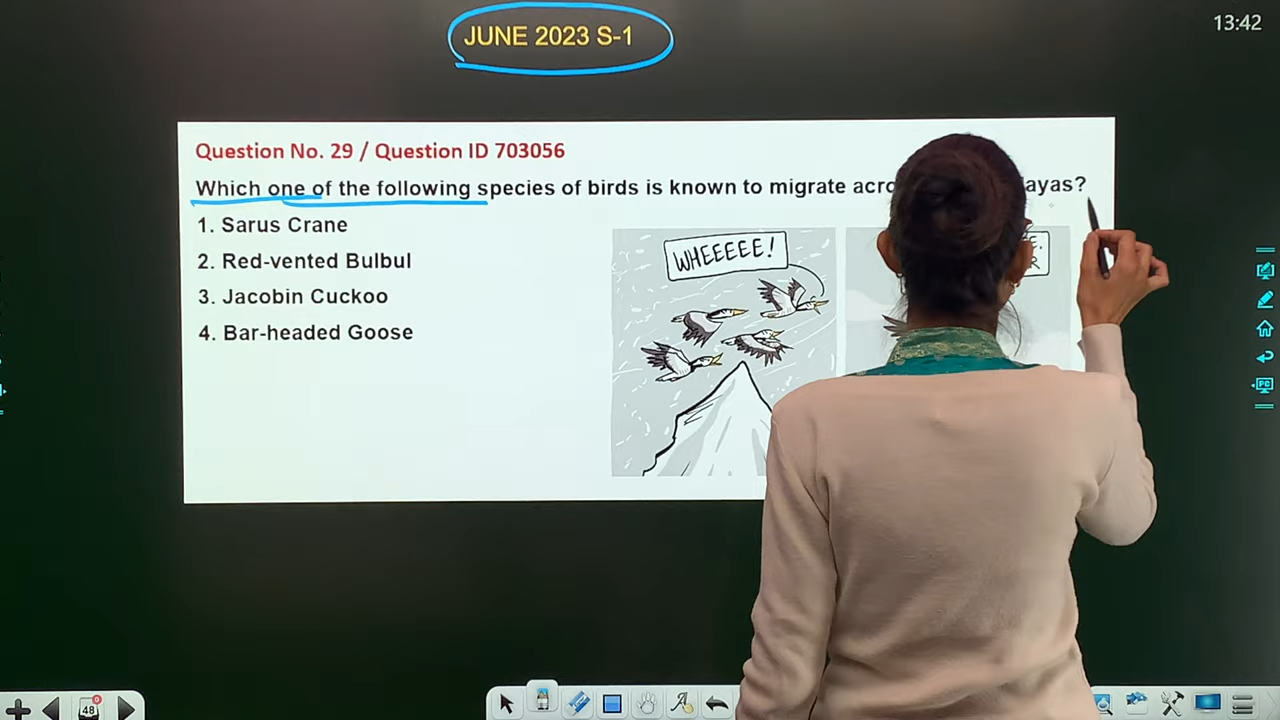 JUNE 2023 S-1
13:42
Question No. 29 / Question ID 703056
Which one of the following species of birds is known to migrate acro ayas?
1. Sarus Crane
2. Red-vented Bulbul
3. Jacobin Cuckoo
4. Bar-headed Goose
WHEEEEE!
PC
48